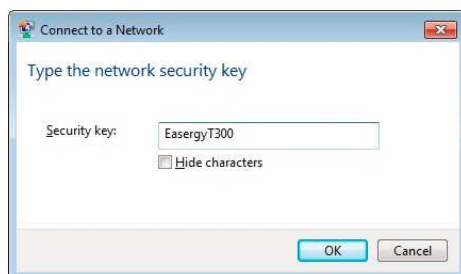 Connect to a Network
Type the network security key
Security key:
EasergyT300
Hide characters
OK
Cancel